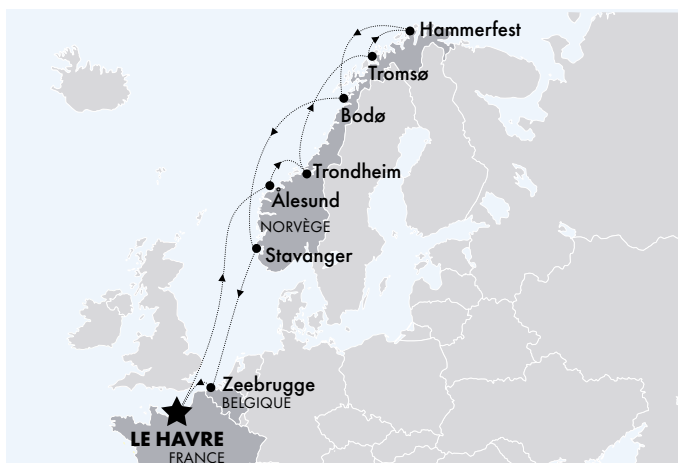 Hammerfest
Tromsø
Bodø
Trondheim
Ålesund
NORVÈGE
Stavanger
Zeebrugge
BELGIQUE
LE HAVRE
FRANCE